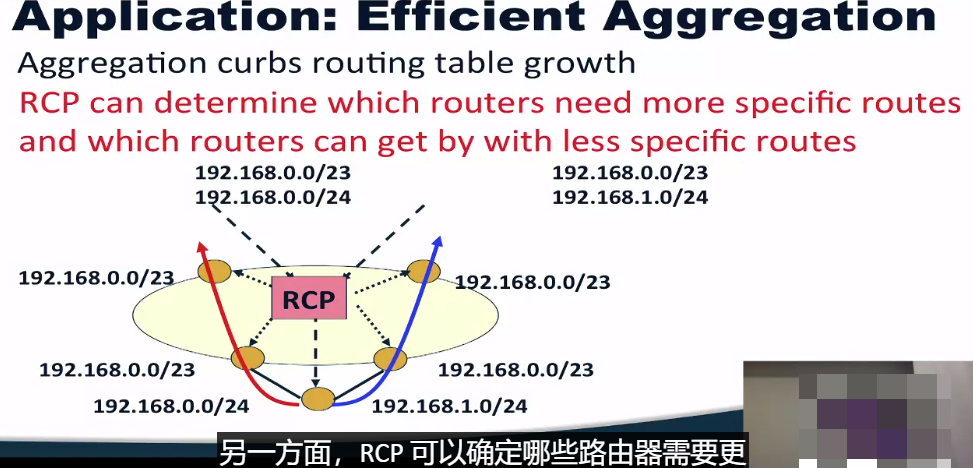 Application: Efficient Aggregation
Aggregation curbs routing table growth
RCP can determine which routers need more specific routes
and which routers can get by with less specific routes
192.168.0.0/23
192.168.0.0/24
192.168.0.0/23
192.168.1.0/24
192.168.0.0/23
192.168.0.0/23
RCP
192.168.0.0/23
192.168.0.0/23
192.168.0.0/24
192.168.1.0/24
另一方面，RCP 可以确定哪些路由器需要更